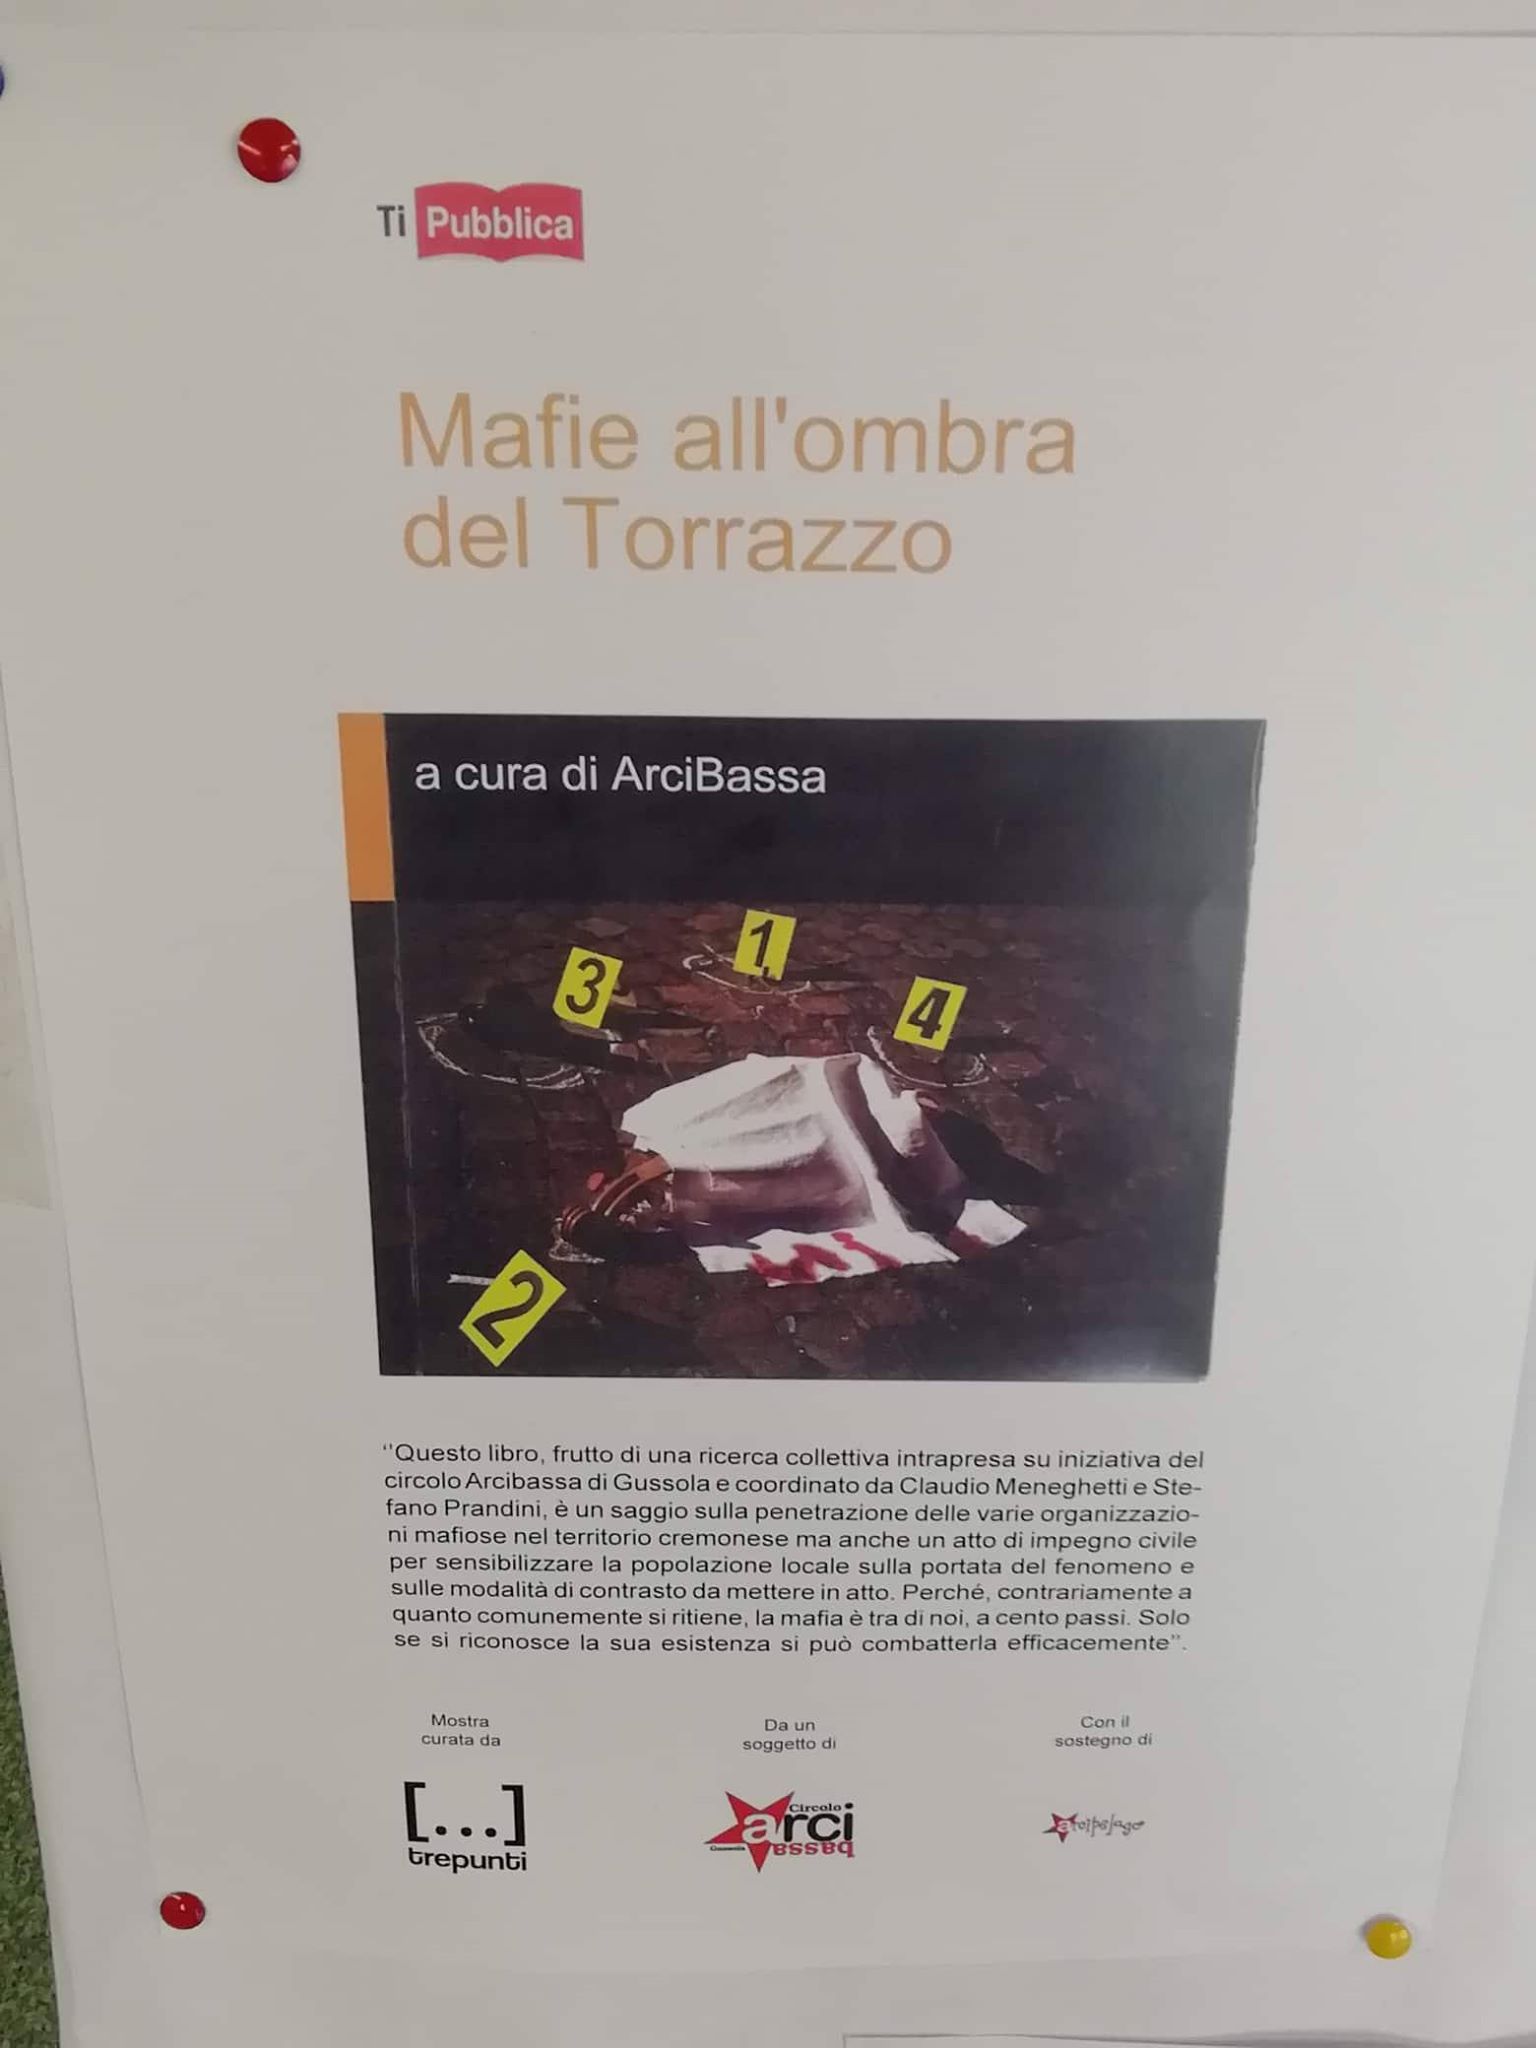 Ti Pubblica
Mafie all'ombra
del Torrazzo
a cura di ArciBassa
1
3
4
2
"Questo libro, frutto di una ricerca collettiva intrapresa su iniziativa del
circolo Arcibassa di Gussola e coordinato da Claudio Meneghetti e Ste-
fano Prandini, è un saggio sulla penetrazione delle varie organizzazio-
ni mafiose nel territorio cremonese ma anche un atto di impegno civile
per sensibilizzare la popolazione locale sulla portata del fenomeno e
sulle modalità di contrasto da mettere in atto. Perché, contrariamente a
quanto comunemente si ritiene, la mafia è tra di noi, a cento passi. Solo
se si riconosce la sua esistenza si può combatterla efficacemente".
Mostra
curata da
[...]
trepunti
Da un
soggetto di
Circolo
arci
Gussola
bassa
Con il
sostegno di
arcipelago